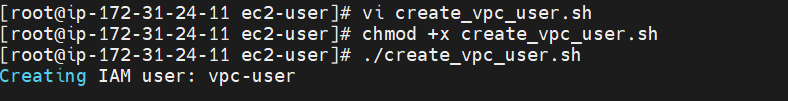 [root@ip-172-31-24-11 ec2-user]# vi create_vpc_user.sh
[root@ip-172-31-24-11 ec2-user]# chmod +x create_vpc_user.sh
[root@ip-172-31-24-11 ec2-user]# ./create_vpc_user.sh
Creating IAM user: vpc-user